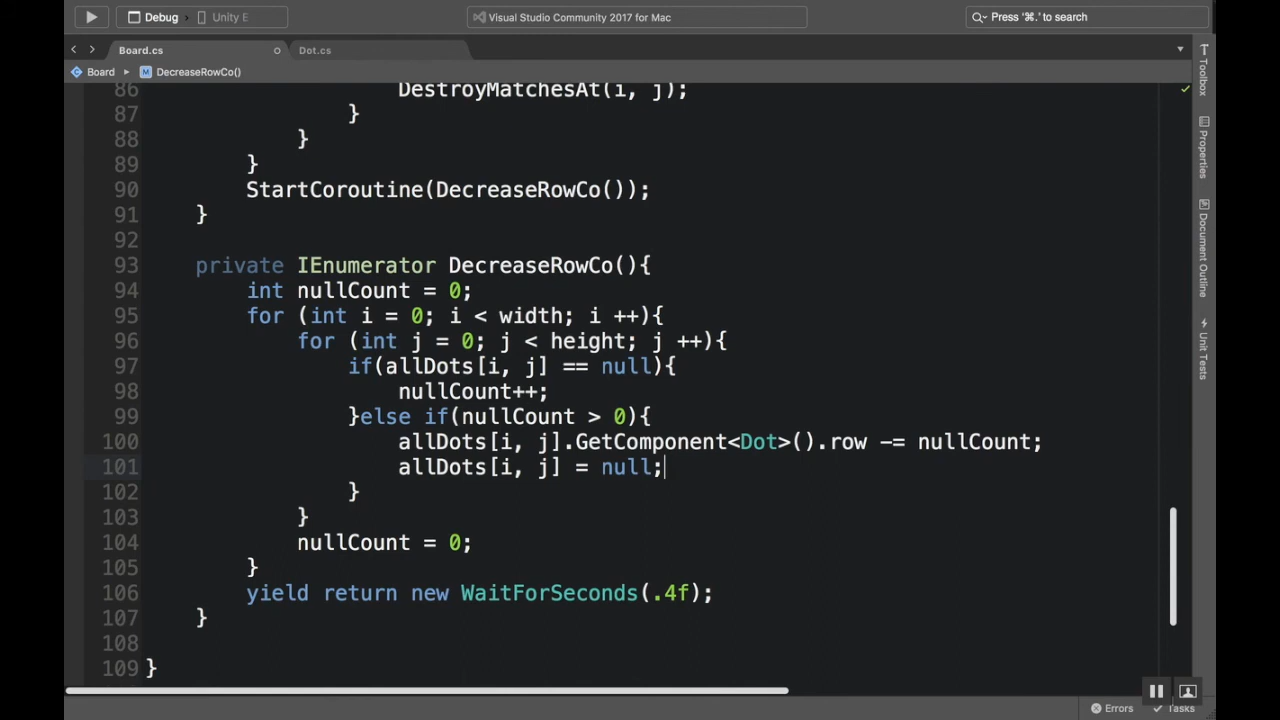 Debug
Unity E
Visual Studio Community 2017 for Mac
Press '⌘.' to search
Board.cs
Dot.cs
Board
M
DecreaseRowCo()
86 DestroyMatchesAt(i, j);
87 }
88 }
89 }
90 StartCoroutine(DecreaseRowCo());
91 }
92
93 private IEnumerator DecreaseRowCo(){
94 int nullCount = 0;
95 for (int i = 0; i < width; i ++){
96 for (int j = 0; j < height; j ++){
97 if(allDots[i, j] == null){
98 nullCount++;
99 }else if(nullCount > 0){
100 allDots[i, j].GetComponent<Dot>().row -= nullCount;
101 allDots[i, j] = null;
102 }
103 }
104 nullCount = 0;
105 }
106 yield return new WaitForSeconds(.4f);
107 }
108
109 }
Toolbox
Properties
Document Outline
Unit Tests
Errors
Tasks